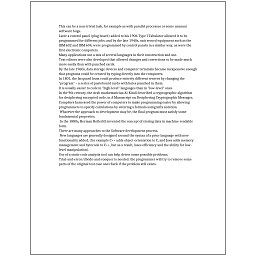 This can be a non-trivial task, for example as with parallel processes or some unusual
software bugs.
Later a control panel (plug board) added to his 1906 Type I Tabulator allowed it to be
programmed for different jobs, and by the late 1940s, unit record equipment such as the
IBM 602 and IBM 604, were programmed by control panels in a similar way, as were the
first electronic computers.
Many applications use a mix of several languages in their construction and use.
Text editors were also developed that allowed changes and corrections to be made much
more easily than with punched cards.
By the late 1960s, data storage devices and computer terminals became inexpensive enough
that programs could be created by typing directly into the computers.
In 1801, the Jacquard loom could produce entirely different weaves by changing the
"program" - a series of pasteboard cards with holes punched in them.
It is usually easier to code in "high-level" languages than in "low-level" ones.
In the 9th century, the Arab mathematician Al-Kindi described a cryptographic algorithm
for deciphering encrypted code, in A Manuscript on Deciphering Cryptographic Messages.
Compilers harnessed the power of computers to make programming easier by allowing
programmers to specify calculations by entering a formula using infix notation.
Whatever the approach to development may be, the final program must satisfy some
fundamental properties.
In the 1880s, Herman Hollerith invented the concept of storing data in machine-readable
form.
There are many approaches to the Software development process.
New languages are generally designed around the syntax of a prior language with new
functionality added, (for example C++ adds object-orientation to C, and Java adds memory
management and bytecode to C++, but as a result, loses efficiency and the ability for low-
level manipulation).
Use of a static code analysis tool can help detect some possible problems.
Trial-and-error/divide-and-conquer is needed: the programmer will try to remove some
parts of the original test case and check if the problem still exists.